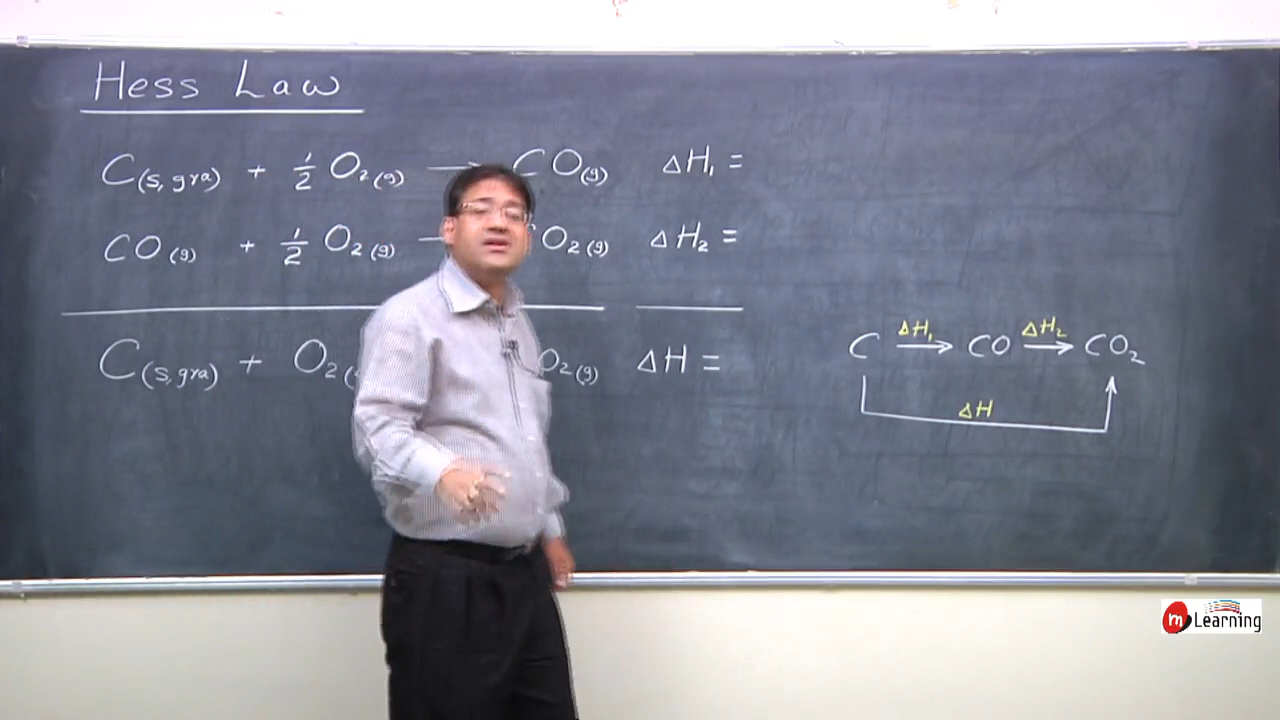 Hess Law
C(s, gra) + 1/2 O₂(g) → CO(g) ΔH₁ =
CO(g) + 1/2 O₂(g) O₂(g) ΔH₂ =
C(s, gra) + O₂( O₂(g) ΔH =
C ΔH₁→ CO ΔH₂→ CO₂
ΔH
m Learning